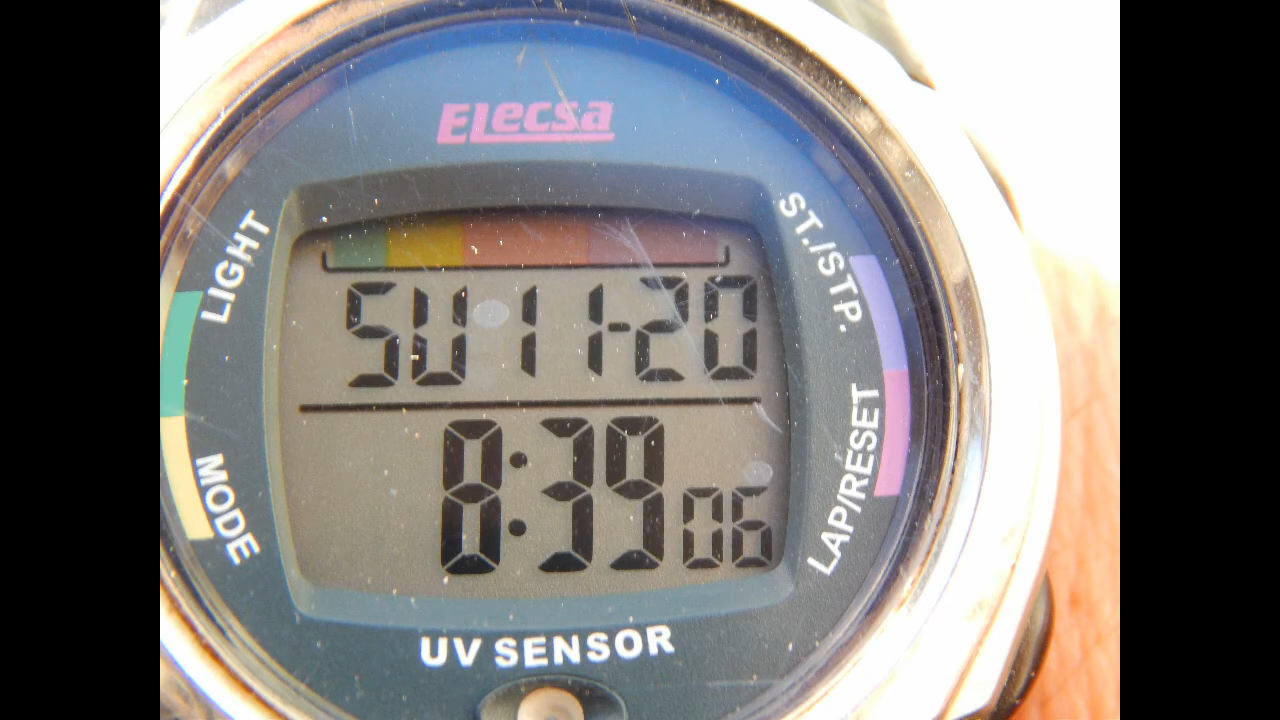 ELecsa
LIGHT
ST./STP.
SU 11-20
8:39 06
MODE
LAP/RESET
UV SENSOR